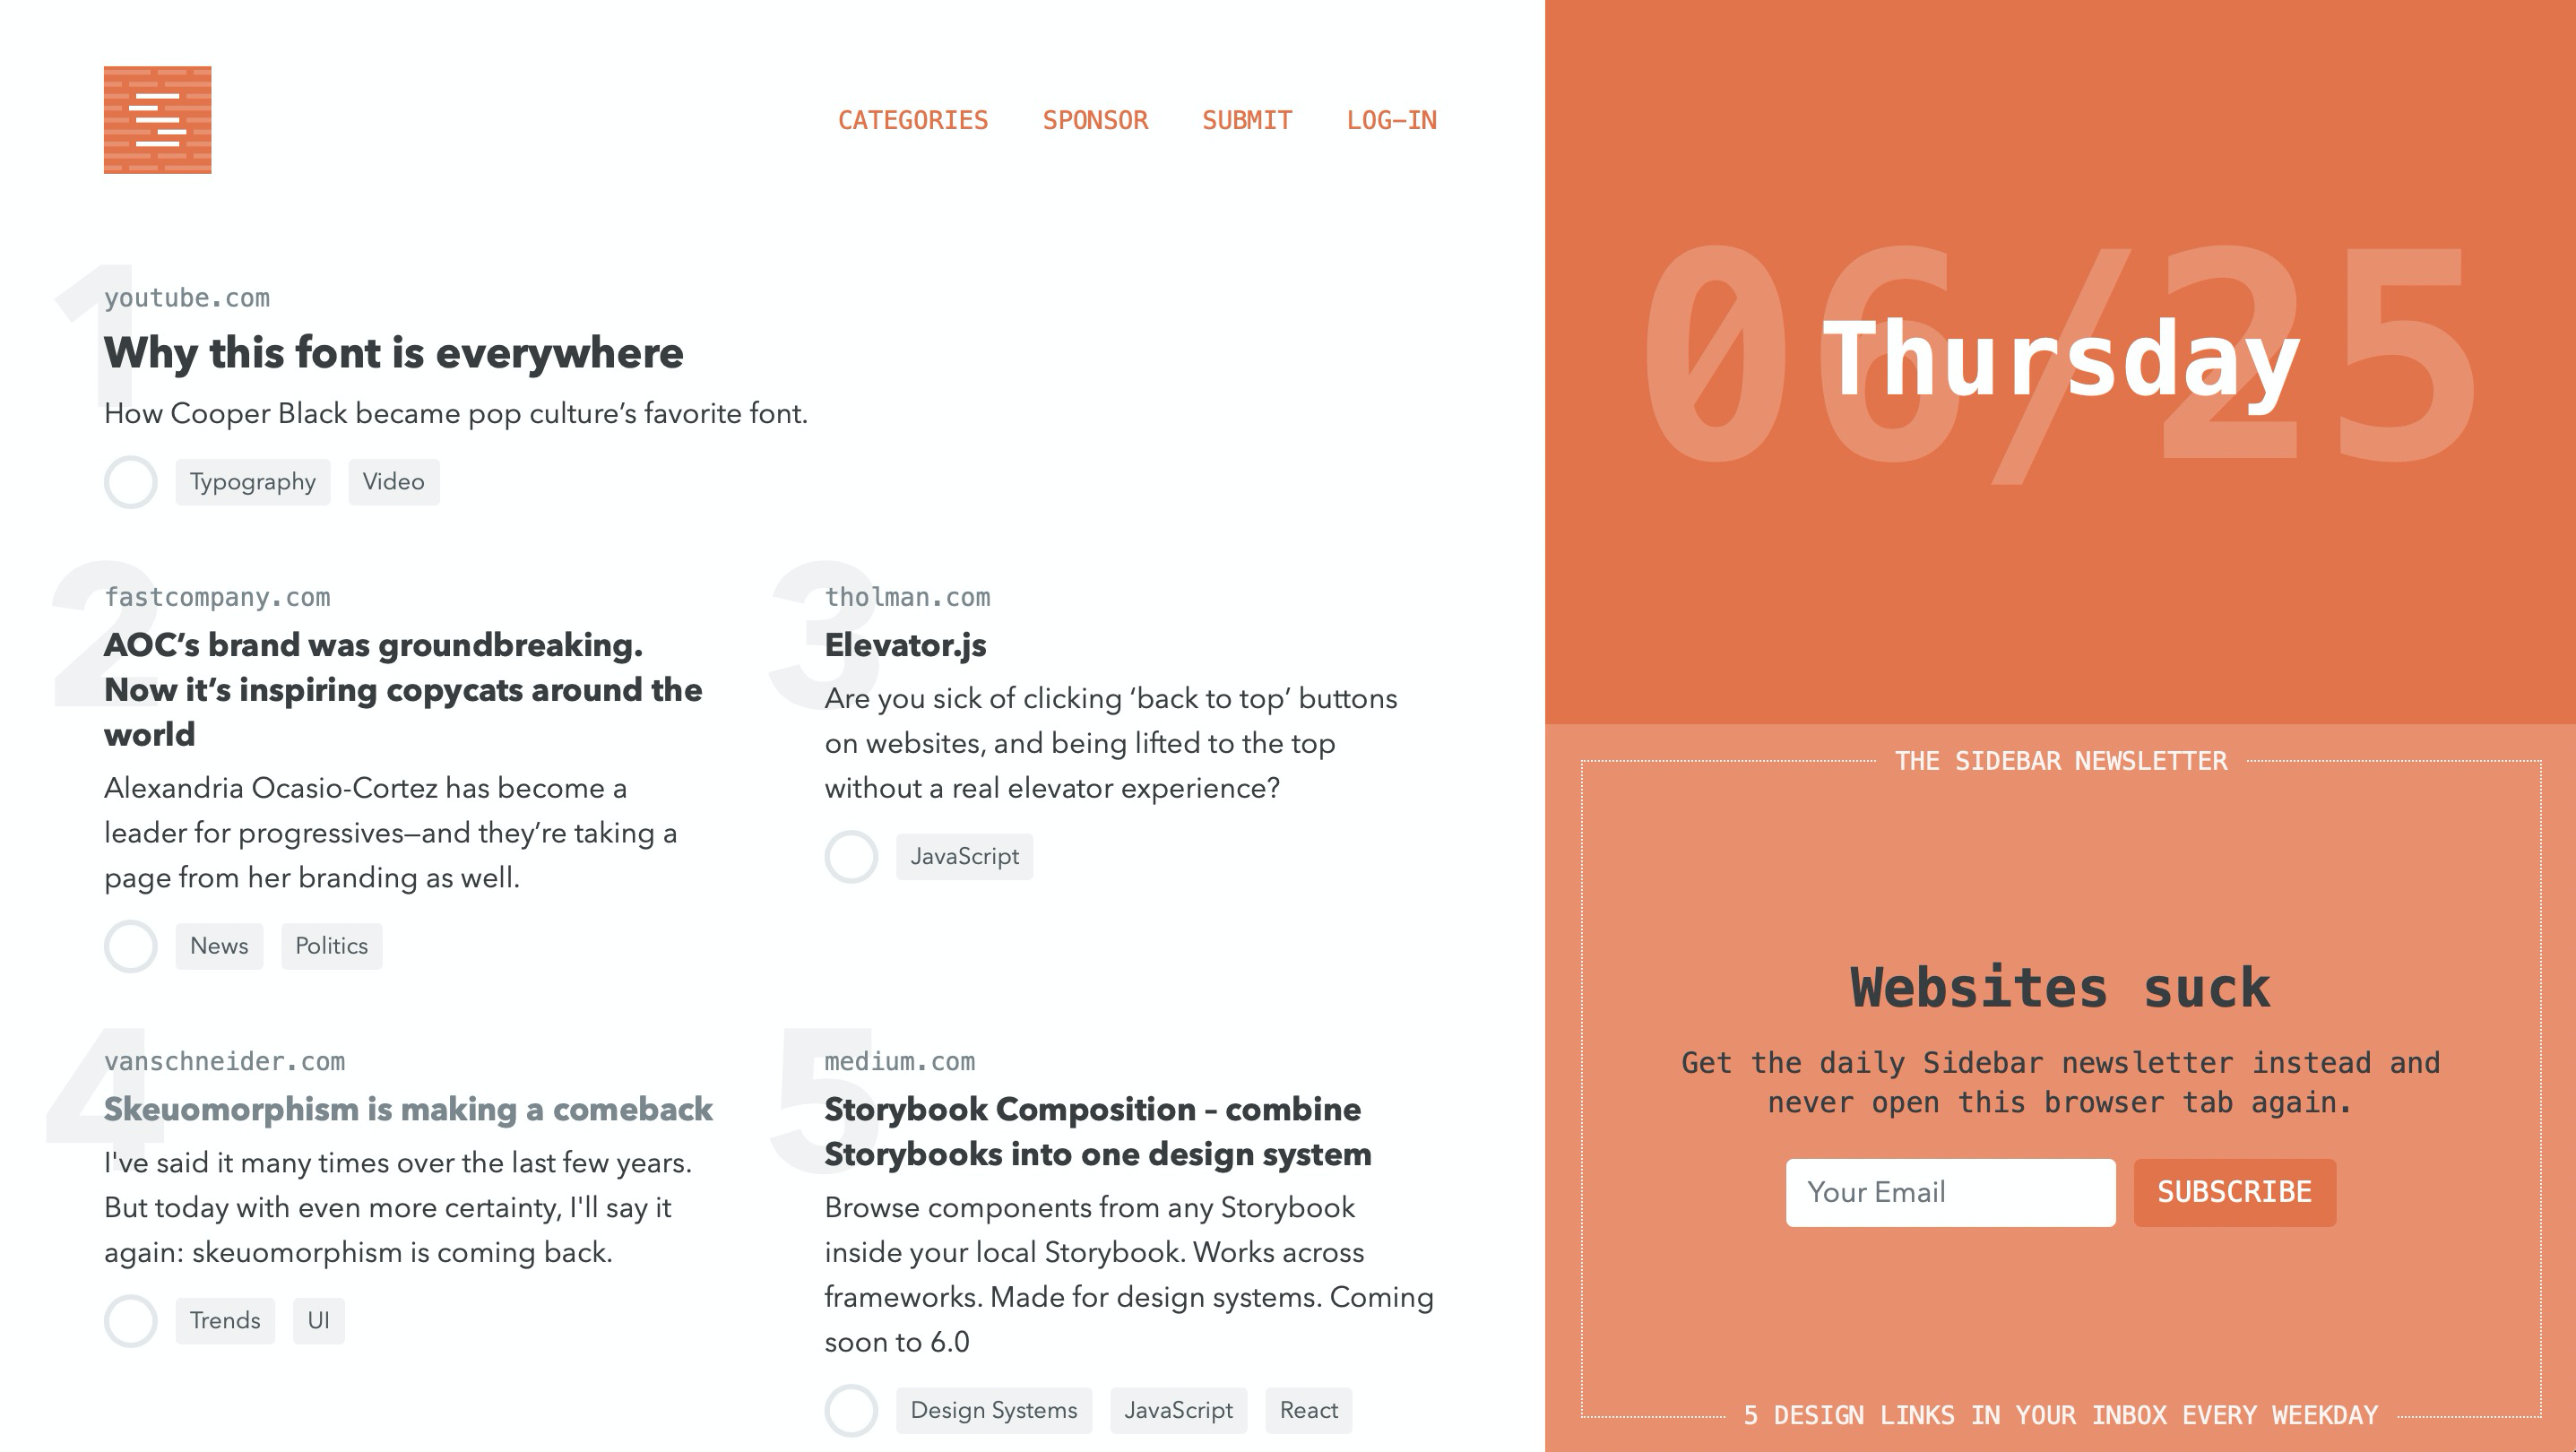 CATEGORIES SPONSOR SUBMIT LOG-IN
1
youtube.com
Why this font is everywhere
How Cooper Black became pop culture’s favorite font.
Typography Video
2
fastcompany.com
AOC’s brand was groundbreaking.
Now it’s inspiring copycats around the
world
Alexandria Ocasio-Cortez has become a
leader for progressives—and they’re taking a
page from her branding as well.
News Politics
3
tholman.com
Elevator.js
Are you sick of clicking ‘back to top’ buttons
on websites, and being lifted to the top
without a real elevator experience?
JavaScript
4
vanschneider.com
Skeuomorphism is making a comeback
I've said it many times over the last few years.
But today with even more certainty, I'll say it
again: skeuomorphism is coming back.
Trends UI
5
medium.com
Storybook Composition – combine
Storybooks into one design system
Browse components from any Storybook
inside your local Storybook. Works across
frameworks. Made for design systems. Coming
soon to 6.0
Design Systems JavaScript React
06/25
Thursday
THE SIDEBAR NEWSLETTER
Websites suck
Get the daily Sidebar newsletter instead and
never open this browser tab again.
Your Email SUBSCRIBE
5 DESIGN LINKS IN YOUR INBOX EVERY WEEKDAY